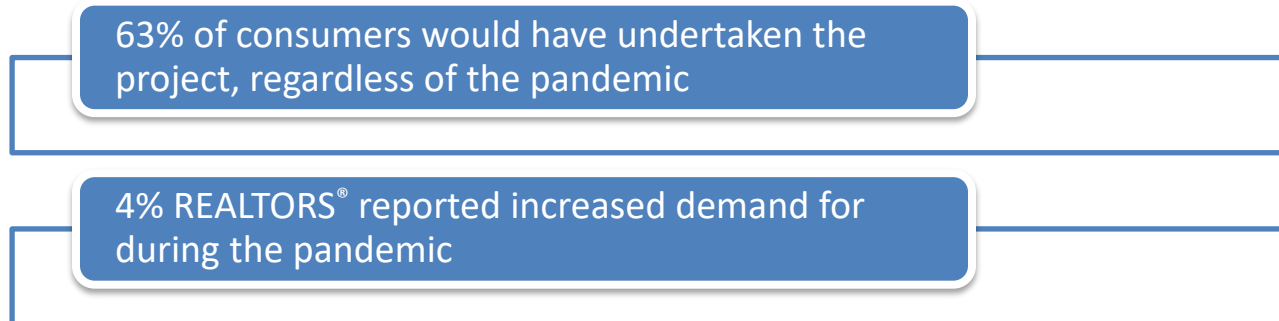 63% of consumers would have undertaken the
project, regardless of the pandemic
4% REALTORS® reported increased demand for
during the pandemic